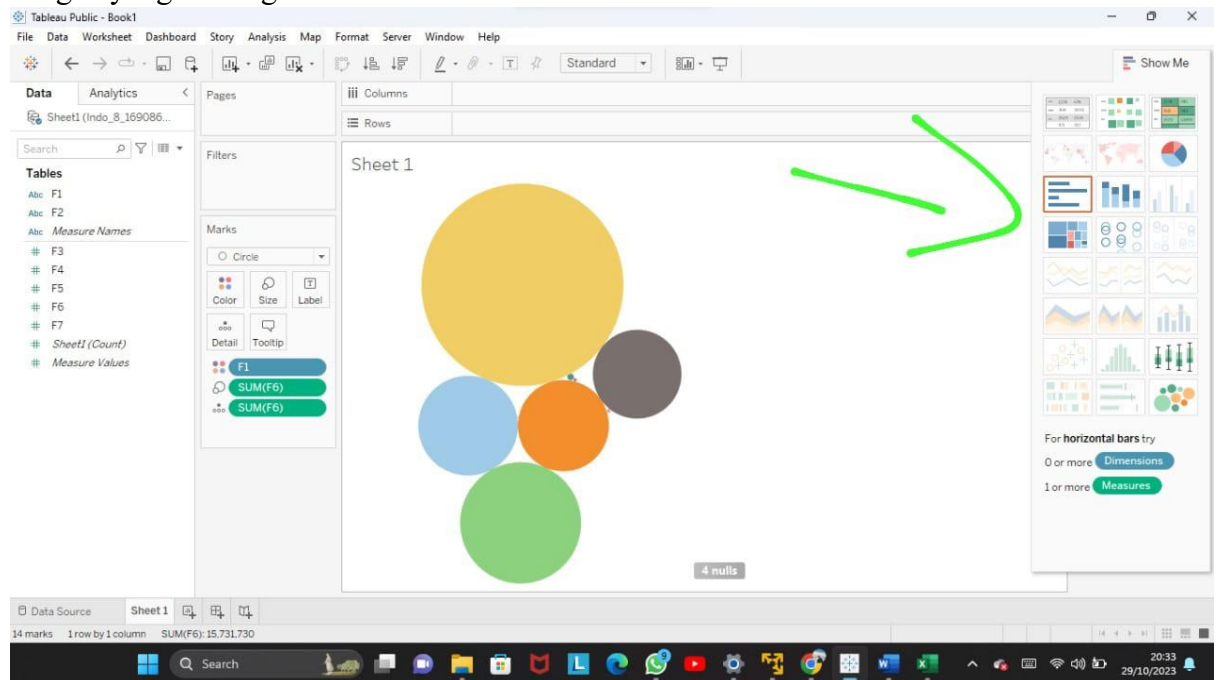 Tableau Public - Book1
File Data Worksheet Dashboard Story Analysis Map Format Server Window Help
Standard
Show Me
Data Analytics
Pages
Columns
Sheet1 (Indo_8_169086...
Rows
Search
Filters
Sheet 1
Tables
Abc F1
Abc F2
Abc Measure Names
# F3
# F4
# F5
# F6
# F7
# Sheet1 (Count)
# Measure Values
Marks
Circle
Color Size Label
Detail Tooltip
F1
SUM(F6)
SUM(F6)
4 nulls
For horizontal bars try
0 or more Dimensions
1 or more Measures
Data Source Sheet 1
14 marks 1 row by 1 column SUM(F6): 15.731.730
Search
9
20:33
29/10/2023